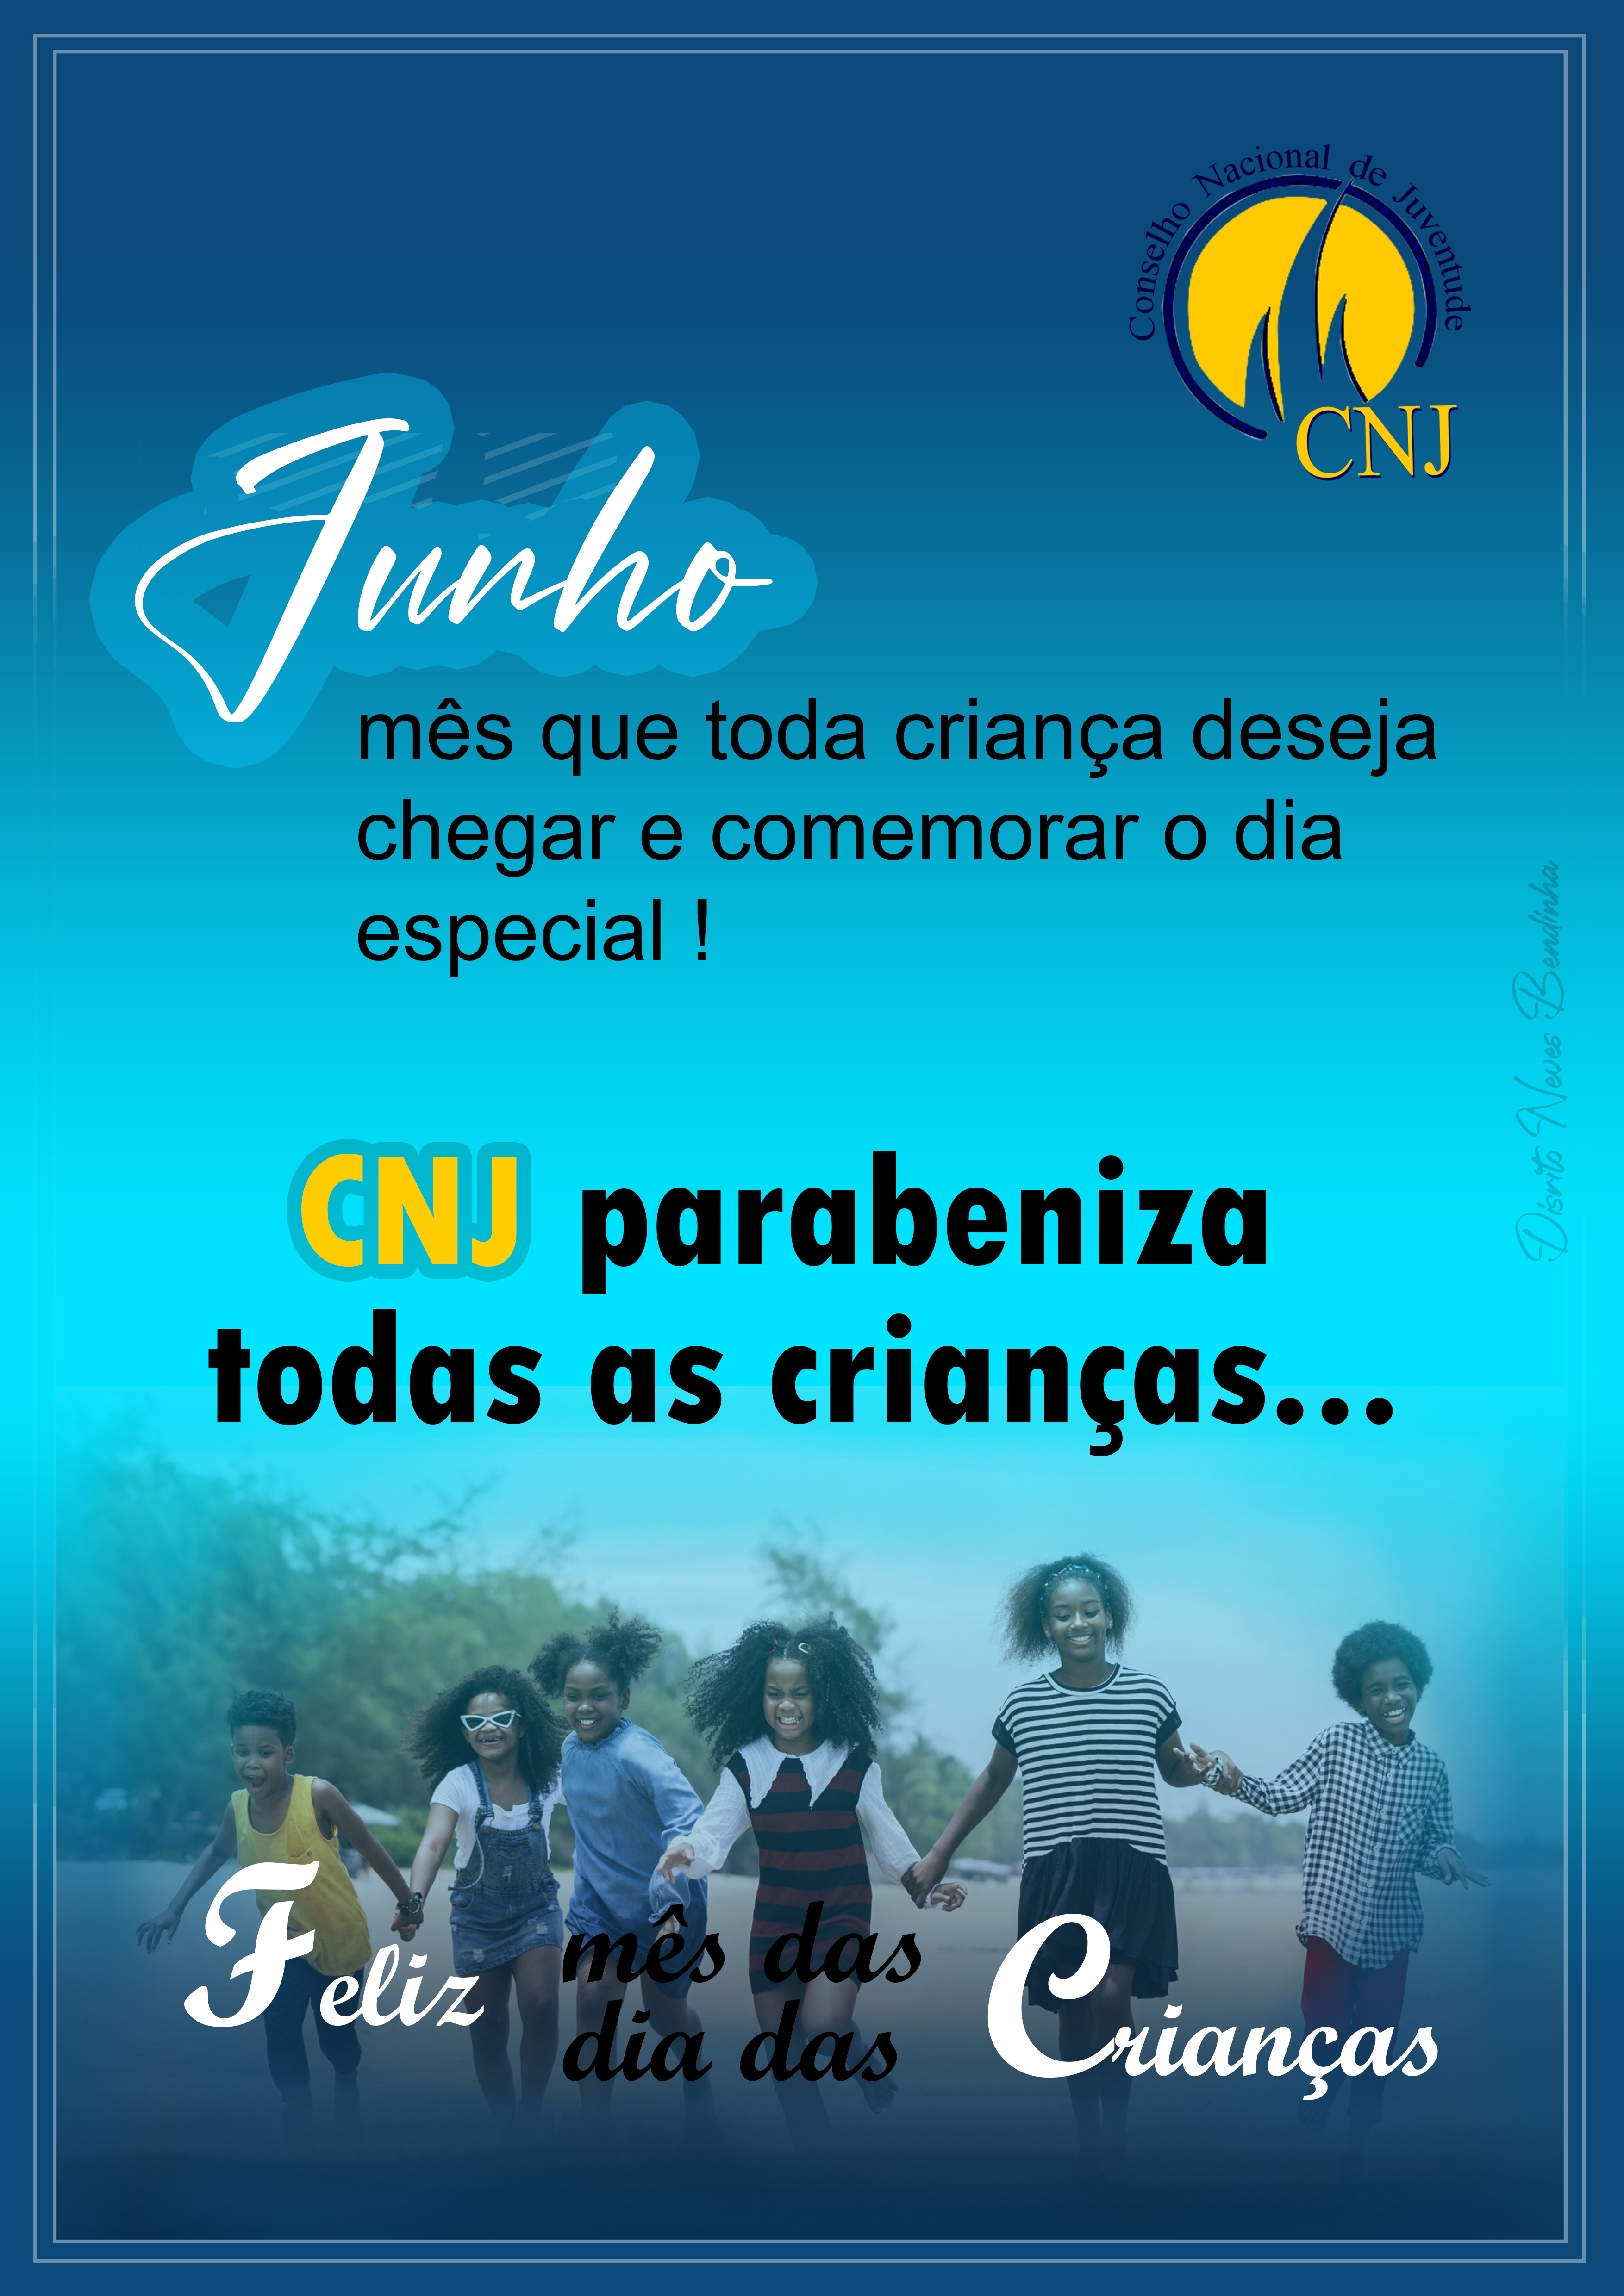 Conselho Nacional de Juventude
CNJ
Junho
mês que toda criança deseja
chegar e comemorar o dia
especial !
Disrito Neves Bendinha
CNJ parabeniza
todas as crianças...
Feliz mês das
dia das Crianças